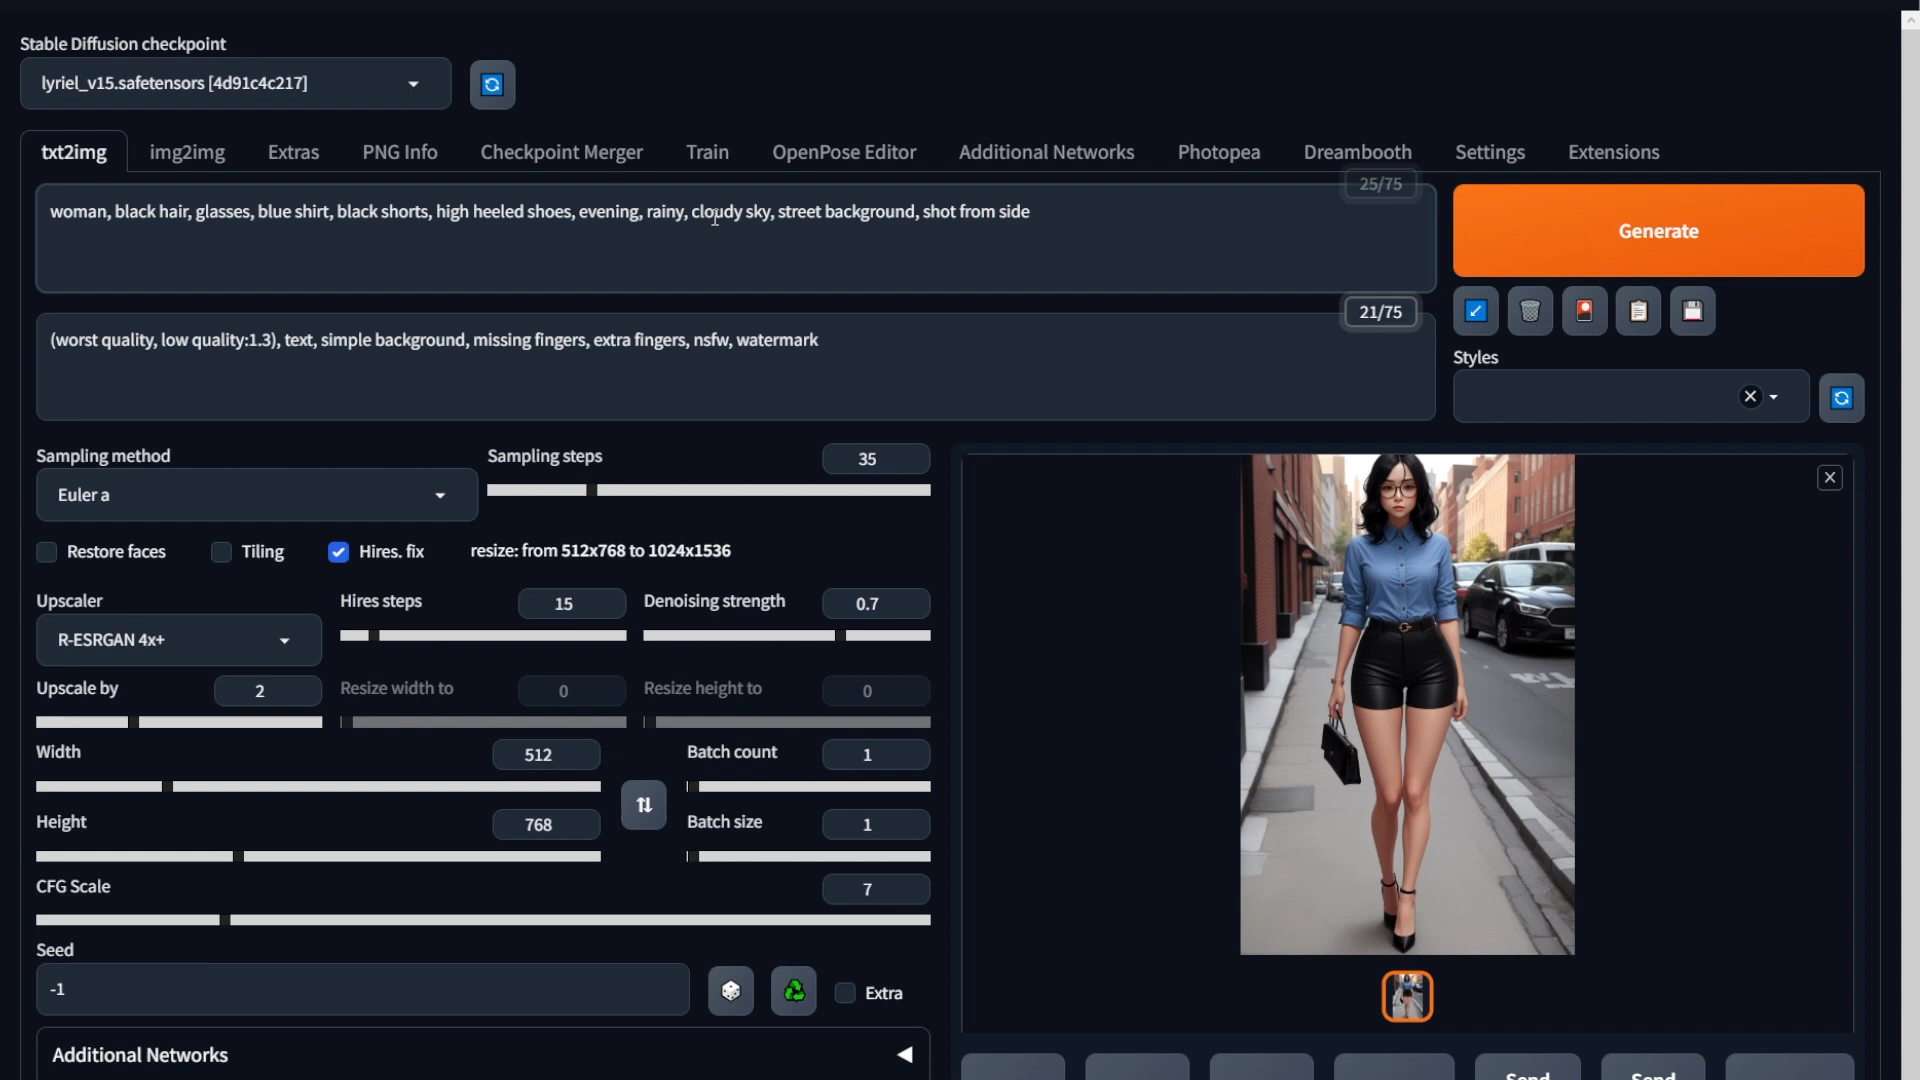 Stable Diffusion checkpoint
lyriel_v15.safetensors [4d91c4c217]
txt2img img2img Extras PNG Info Checkpoint Merger Train OpenPose Editor Additional Networks Photopea Dreambooth Settings Extensions
25/75
woman, black hair, glasses, blue shirt, black shorts, high heeled shoes, evening, rainy, cloudy sky, street background, shot from side
Generate
21/75
(worst quality, low quality:1.3), text, simple background, missing fingers, extra fingers, nsfw, watermark
Styles
Sampling method
Euler a
Sampling steps 35
Restore faces Tiling Hires. fix resize: from 512x768 to 1024x1536
Upscaler
R-ESRGAN 4x+
Hires steps 15
Denoising strength 0.7
Upscale by 2
Resize width to 0
Resize height to 0
Width 512
Batch count 1
Height 768
Batch size 1
CFG Scale 7
Seed
-1
Extra
Additional Networks
Send Send